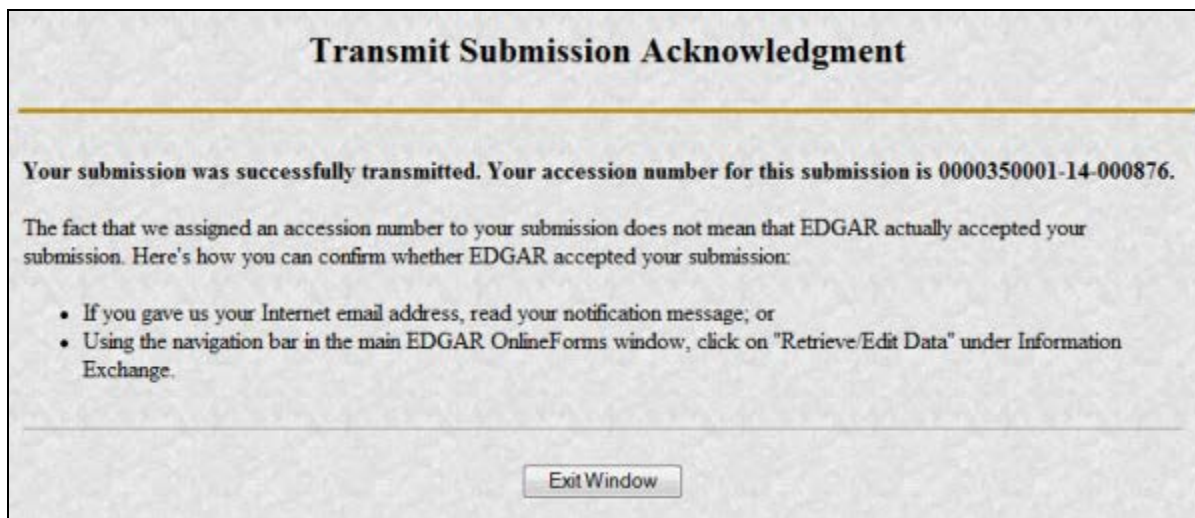 Transmit Submission Acknowledgment
Your submission was successfully transmitted. Your accession number for this submission is 0000350001-14-000876.
The fact that we assigned an accession number to your submission does not mean that EDGAR actually accepted your
submission. Here's how you can confirm whether EDGAR accepted your submission:
• If you gave us your Internet email address, read your notification message; or
• Using the navigation bar in the main EDGAR OnlineForms window, click on "Retrieve/Edit Data" under Information
Exchange.
Exit Window